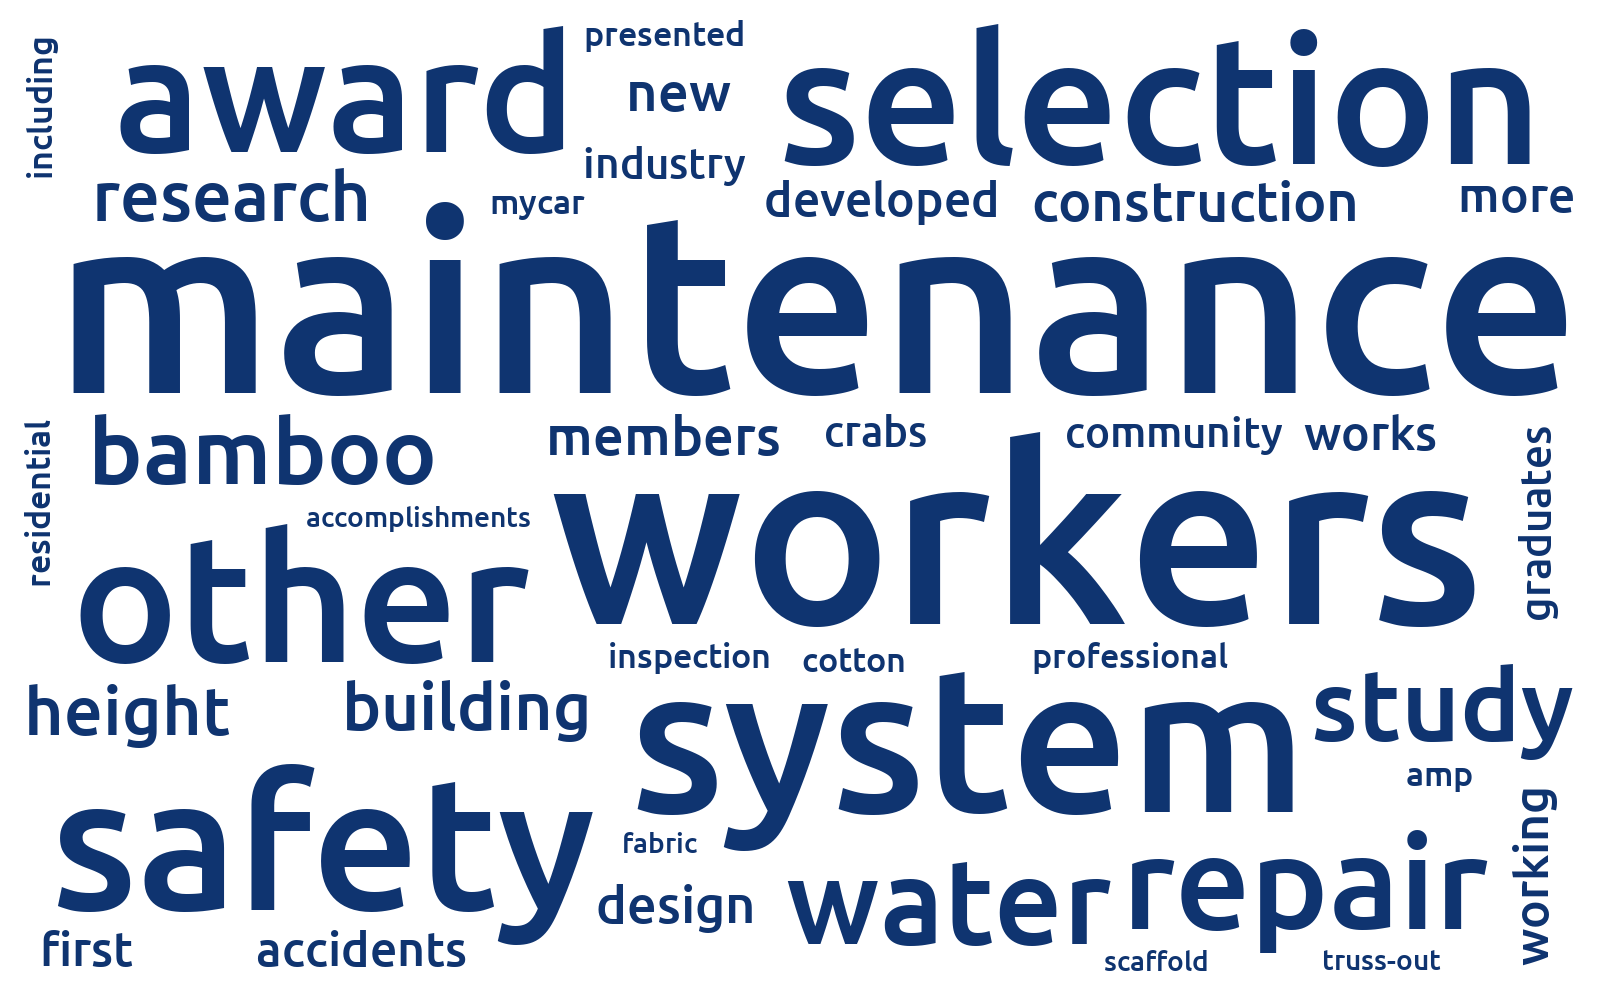 including
award
presented
new
industry
selection
research
mycar
developed
construction
more
maintenance
residential
bamboo
members
crabs
community
works
graduates
accomplishments
other
workers
inspection
cotton
professional
height
building
system
study
amp
safety
fabric
design
water
repair
working
first
accidents
scaffold
truss-out